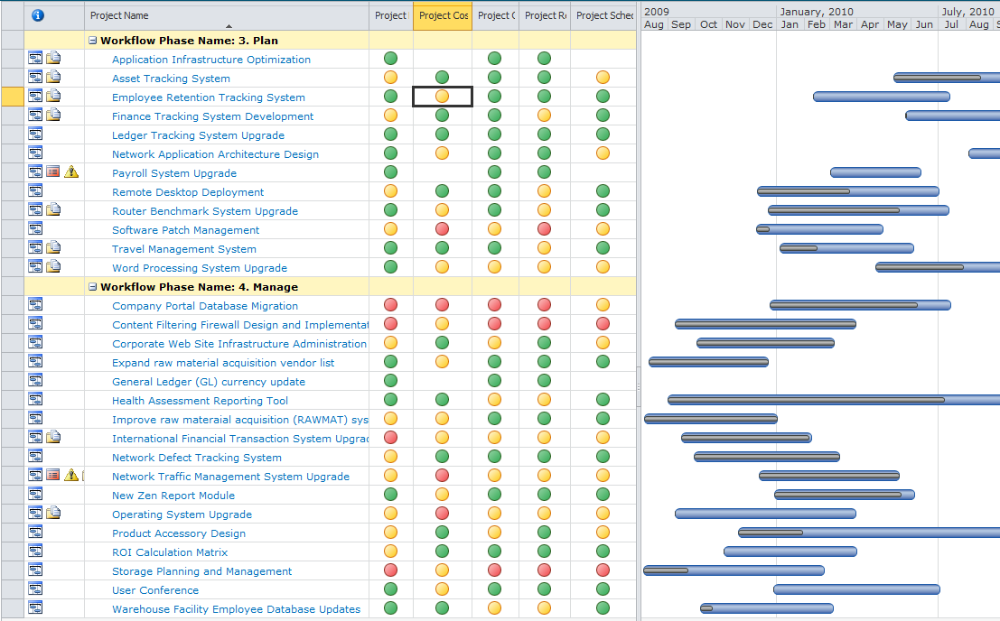 Project Name Project Project Cos Project C Project R Project Sched
2009 January, 2010 July, 2010
Aug Sep Oct Nov Dec Jan Feb Mar Apr May Jun Jul Aug S
Workflow Phase Name: 3. Plan
Application Infrastructure Optimization
Asset Tracking System
Employee Retention Tracking System
Finance Tracking System Development
Ledger Tracking System Upgrade
Network Application Architecture Design
Payroll System Upgrade
Remote Desktop Deployment
Router Benchmark System Upgrade
Software Patch Management
Travel Management System
Word Processing System Upgrade
Workflow Phase Name: 4. Manage
Company Portal Database Migration
Content Filtering Firewall Design and Implementat
Corporate Web Site Infrastructure Administration
Expand raw material acquisition vendor list
General Ledger (GL) currency update
Health Assessment Reporting Tool
Improve raw materaial acquisition (RAWMAT) sys
International Financial Transaction System Upgrad
Network Defect Tracking System
Network Traffic Management System Upgrade
New Zen Report Module
Operating System Upgrade
Product Accessory Design
ROI Calculation Matrix
Storage Planning and Management
User Conference
Warehouse Facility Employee Database Updates